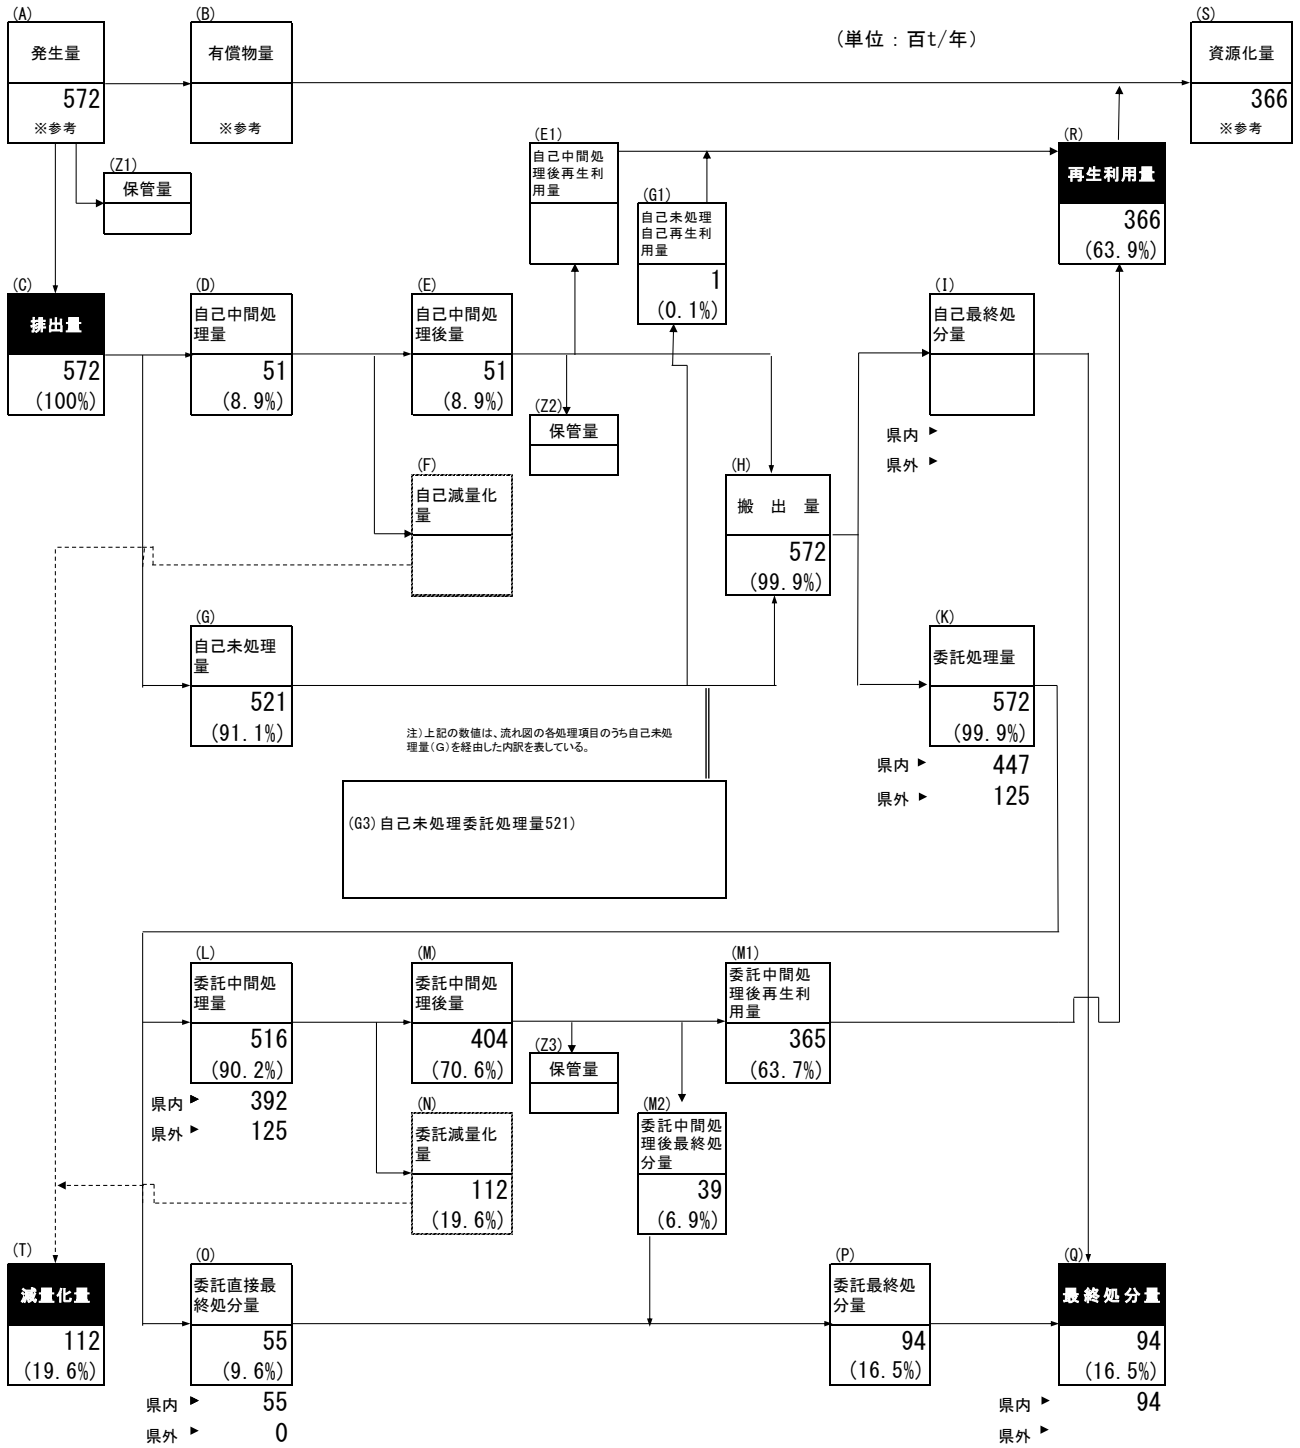 (A)
発生量
572
※参考
(B)
有償物量
※参考
(単位：百t/年)
(S)
資源化量
366
※参考
(Z1)
保管量
(E1)
自己中間処
理後再生利
用量
(G1)
自己未処理
自己再生利
用量
1
(0.1%)
(R)
再生利用量
366
(63.9%)
(C)
排出量
572
(100%)
(D)
自己中間処
理量
51
(8.9%)
(E)
自己中間処
理後量
51
(8.9%)
(Z2)
保管量
(I)
自己最終処
分量
県内
県外
(F)
自己減量化
量
(H)
搬 出 量
572
(99.9%)
(G)
自己未処理
量
521
(91.1%)
(K)
委託処理量
572
(99.9%)
県内 447
県外 125
注）上記の数値は、流れ図の各処理項目のうち自己未処
理量（G）を経由した内訳を表している。
(G3)自己未処理委託処理量521)
(L)
委託中間処
理量
516
(90.2%)
県内 392
県外 125
(M)
委託中間処
理後量
404
(70.6%)
(Z3)
保管量
(M1)
委託中間処
理後再生利
用量
365
(63.7%)
(N)
委託減量化
量
112
(19.6%)
(M2)
委託中間処
理後最終処
分量
39
(6.9%)
(T)
減量化量
112
(19.6%)
(O)
委託直接最
終処分量
55
(9.6%)
県内 55
県外 0
(P)
委託最終処
分量
94
(16.5%)
(Q)
最終処分量
94
(16.5%)
県内 94
県外